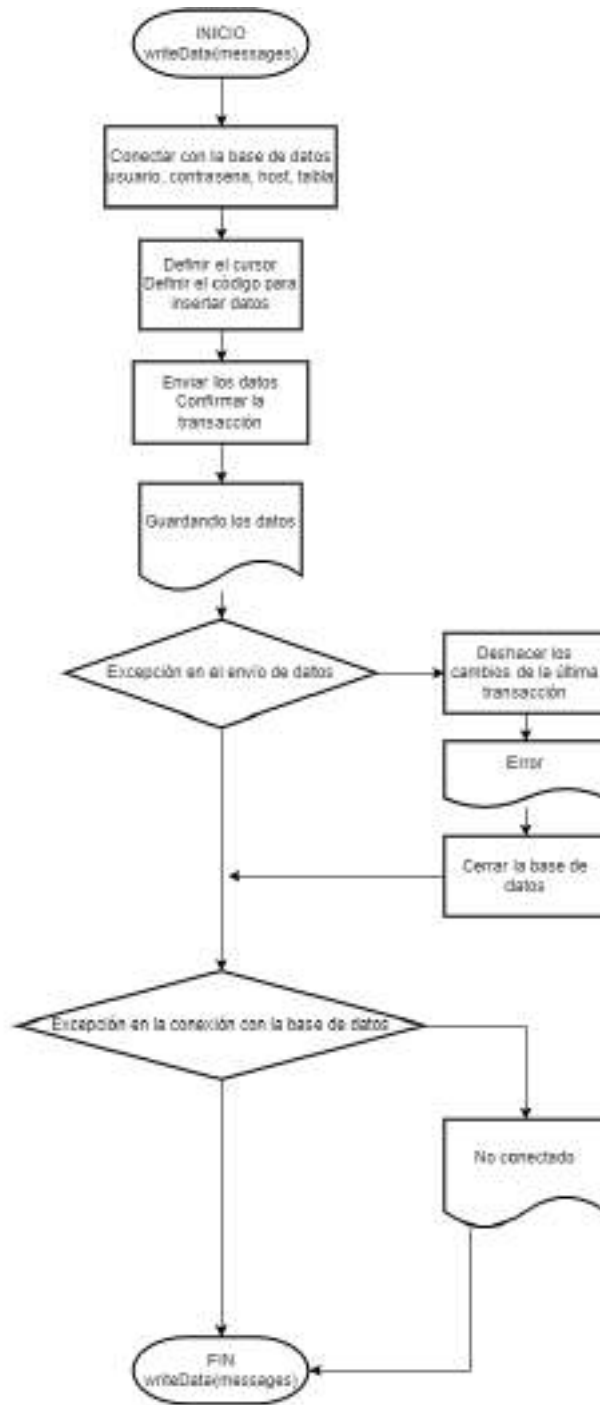 INICIO
writeData(messages)
Conectar con la base de datos
usuario, contrasena, host, tabla
Definir el cursor
Definir el código para
insertar datos
Enviar los datos
Confirmar la
transacción
Guardando los datos
Excepción en el envío de datos
Deshacer los
cambios de la última
transacción
Error
Cerrar la base de
datos
Excepción en la conexión con la base de datos
No conectado
FIN
writeData(messages)